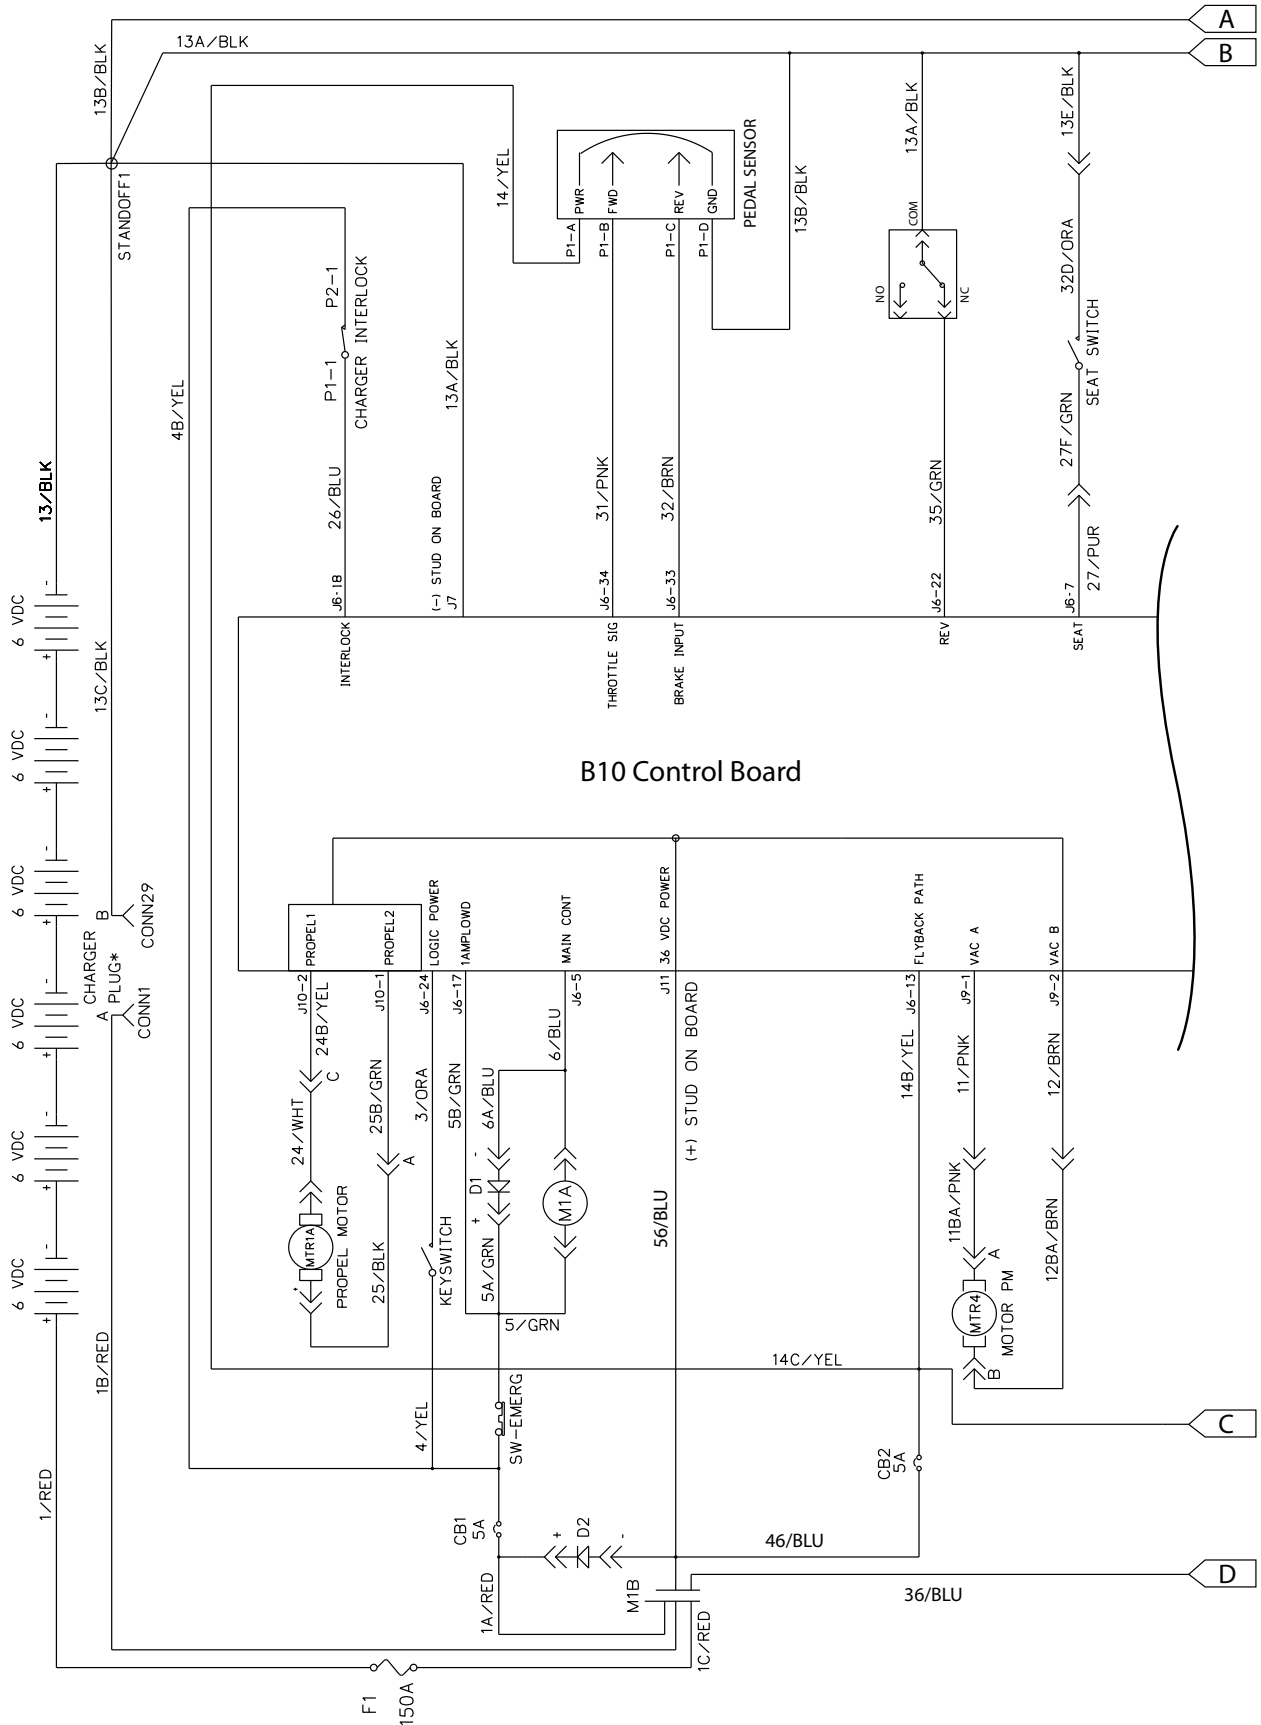 A
13A/BLK
B
13B/BLK
13A/BLK
13E/BLK
STANDOFF1
14/YEL
PWR
FWD
REV
GND
PEDAL SENSOR
P1-A
P1-B
P1-C
P1-D
13B/BLK
COM
NO
NC
32D/ORA
P2-1
P1-1
CHARGER INTERLOCK
4B/YEL
13A/BLK
SEAT SWITCH
27F/GRN
13/BLK
26/BLU
(-) STUD ON BOARD
31/PNK
32/BRN
35/GRN
27/PUR
J6-18
J7
J6-34
J6-33
J6-22
J6-7
6 VDC
-
+
INTERLOCK
THROTTLE SIG
BRAKE INPUT
REV
SEAT
13C/BLK
6 VDC
-
+
B10 Control Board
6 VDC
-
+
B
CONN29
CHARGER
PLUG*
A
CONN1
PROPEL1
PROPEL2
LOGIC POWER
1AMPLOWD
MAIN CONT
36 VDC POWER
FLYBACK PATH
VAC A
VAC B
6 VDC
-
+
J10-2
J10-1
J6-24
J6-17
J6-5
J11
J6-13
J9-1
J9-2
24B/YEL
C
25B/GRN
3/ORA
5B/GRN
6A/BLU
6/BLU
(+) STUD ON BOARD
14B/YEL
11/PNK
12/BRN
6 VDC
-
+
24/WHT
A
-
D1
+
M1A
56/BLU
11BA/PNK
12BA/BRN
MTR1A
+
PROPEL MOTOR
25/BLK
KEYSWITCH
5A/GRN
5/GRN
A
MTR4
MOTOR PM
B
6 VDC
-
+
1B/RED
14C/YEL
4/YEL
SW-EMERG
C
CB2
5A
1/RED
CB1
5A
+
D2
-
46/BLU
1A/RED
M1B
D
36/BLU
1C/RED
F1
150A